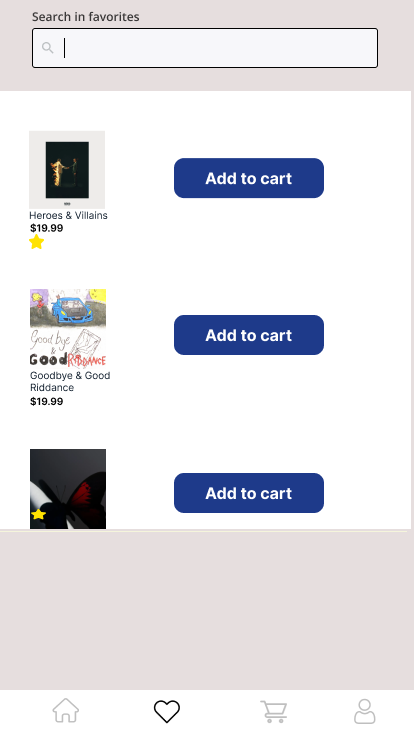 Search in favorites
Heroes & Villains
$19.99
Add to cart
Good bye
&
Good RiDDANCE
Goodbye & Good
Riddance
$19.99
Add to cart
Add to cart